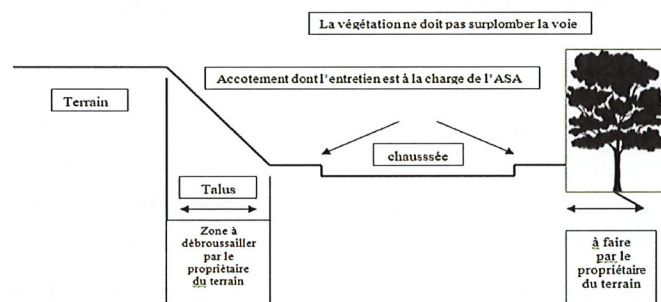 La végétation ne doit pas surplomber la voie
Accotement dont l'entretien est à la charge de l'ASA
Terrain
chausssée
Talus
Zone à
débroussailler
par le
propriétaire
du terrain
à faire
par le
propriétaire
du terrain